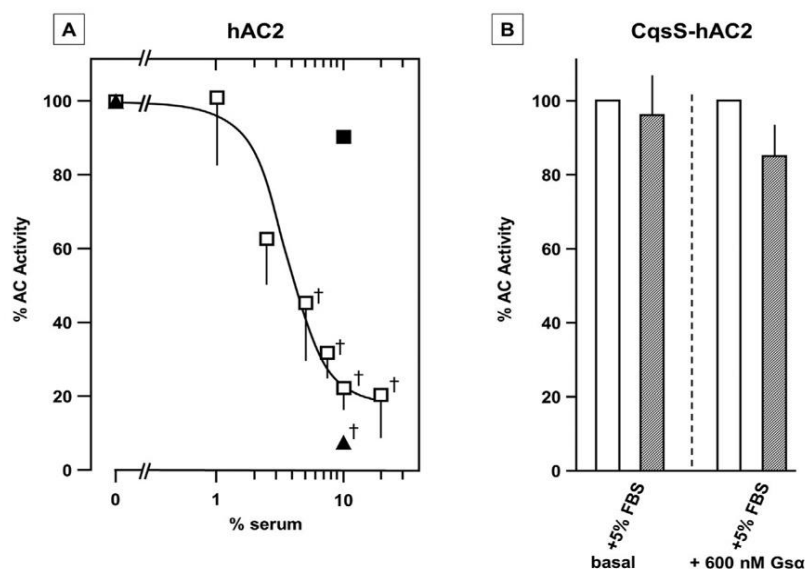 A
hAC2
% AC Activity
100
80
60
40
20
0
†
†
†
†
†
0
1
10
% serum
B
CqsS-hAC2
% AC Activity
100
80
60
40
20
0
+5% FBS
basal
+5% FBS
+ 600 nM Gsα